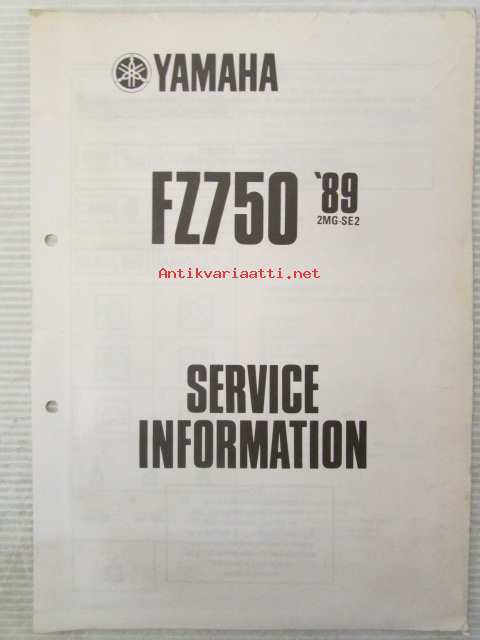 YAMAHA
FZ750 '89
2MG-SE2
Antikvariaatti.net
SERVICE
INFORMATION